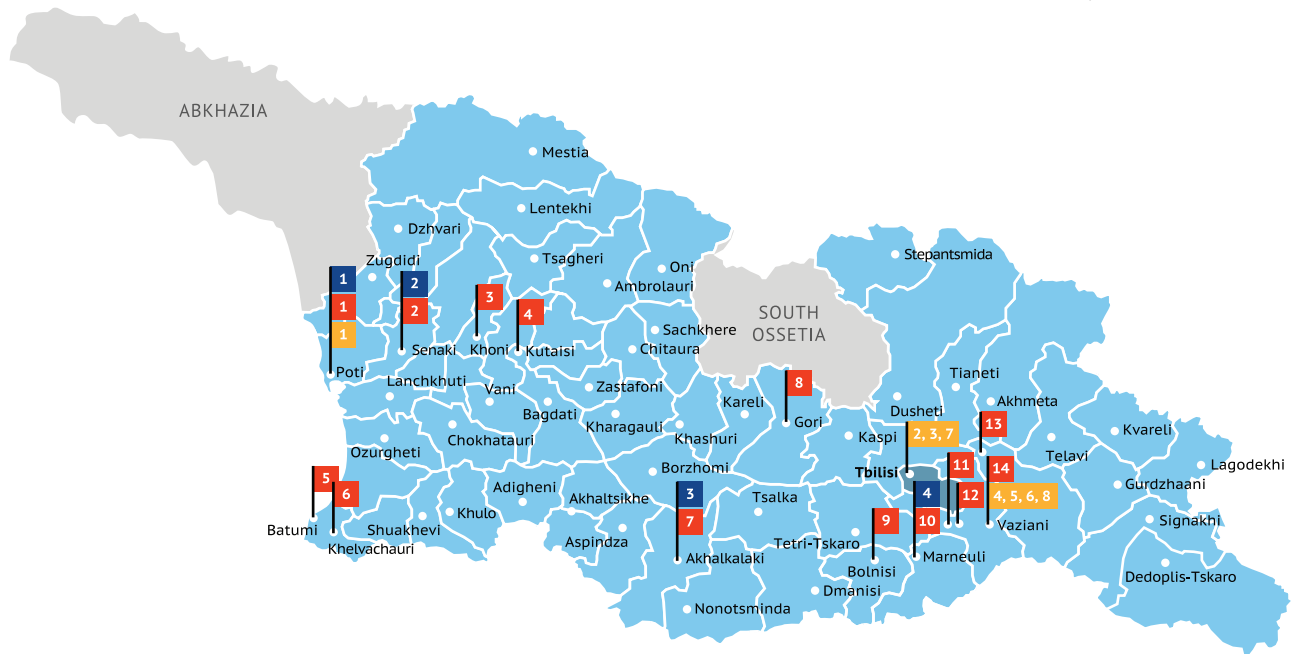 ABKHAZIA
Mestia
Lentekhi
Dzhvari
Stepantsmida
Zugdidi
Tsagheri
Oni
Ambrolauri
1
1
1
2
2
3
4
SOUTH
OSSETIA
Sachkhere
Chitaura
Senaki
Khoni
Kutaisi
Poti
Lanchkhuti
Vani
Zastafoni
Bagdati
Kharagauli
Khashuri
Kareli
8
Gori
Tianeti
Akhmeta
Dusheti
13
2, 3, 7
Kaspi
Kvareli
Telavi
Lagodekhi
Chokhatauri
Ozurgheti
Tbilisi
11
14
Borzhomi
5
6
Gurdzhaani
Adigheni
Akhaltsikhe
3
7
Tsalka
4
12
4, 5, 6, 8
9
10
Vaziani
Signakhi
Batumi
Shuakhevi
Khulo
Khelvachauri
Aspindza
Akhalkalaki
Tetri-Tskaro
Bolnisi
Marneuli
Dedoplis-Tskaro
Dmanisi
Nonotsminda